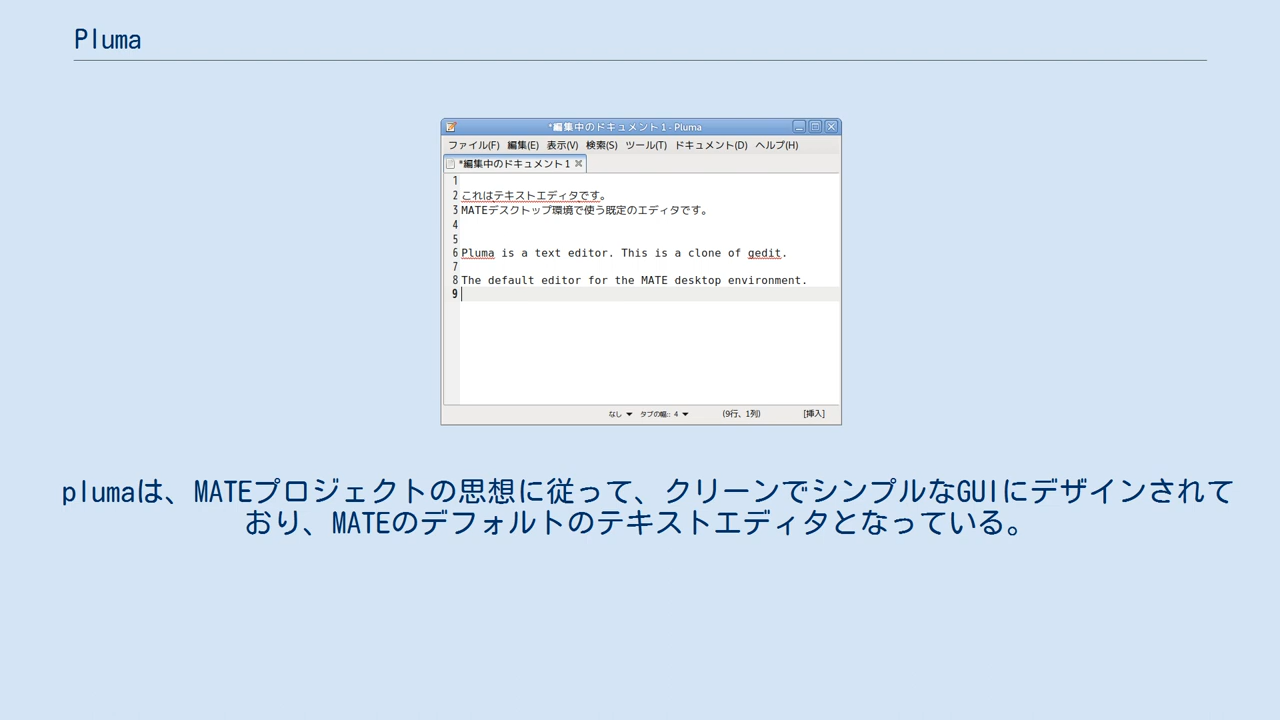 Pluma
*編集中のドキュメント 1 - Pluma
ファイル(F) 編集(E) 表示(V) 検索(S) ツール(T) ドキュメント(D) ヘルプ(H)
*編集中のドキュメント 1
1
2 これはテキストエディタです。
3 MATEデスクトップ環境で使う既定のエディタです。
4
5
6 Pluma is a text editor. This is a clone of gedit.
7
8 The default editor for the MATE desktop environment.
9
なし タブの幅: 4 (9行、1列) [挿入]
plumaは、MATEプロジェクトの思想に従って、クリーンでシンプルなGUIにデザインされて
おり、MATEのデフォルトのテキストエディタとなっている。